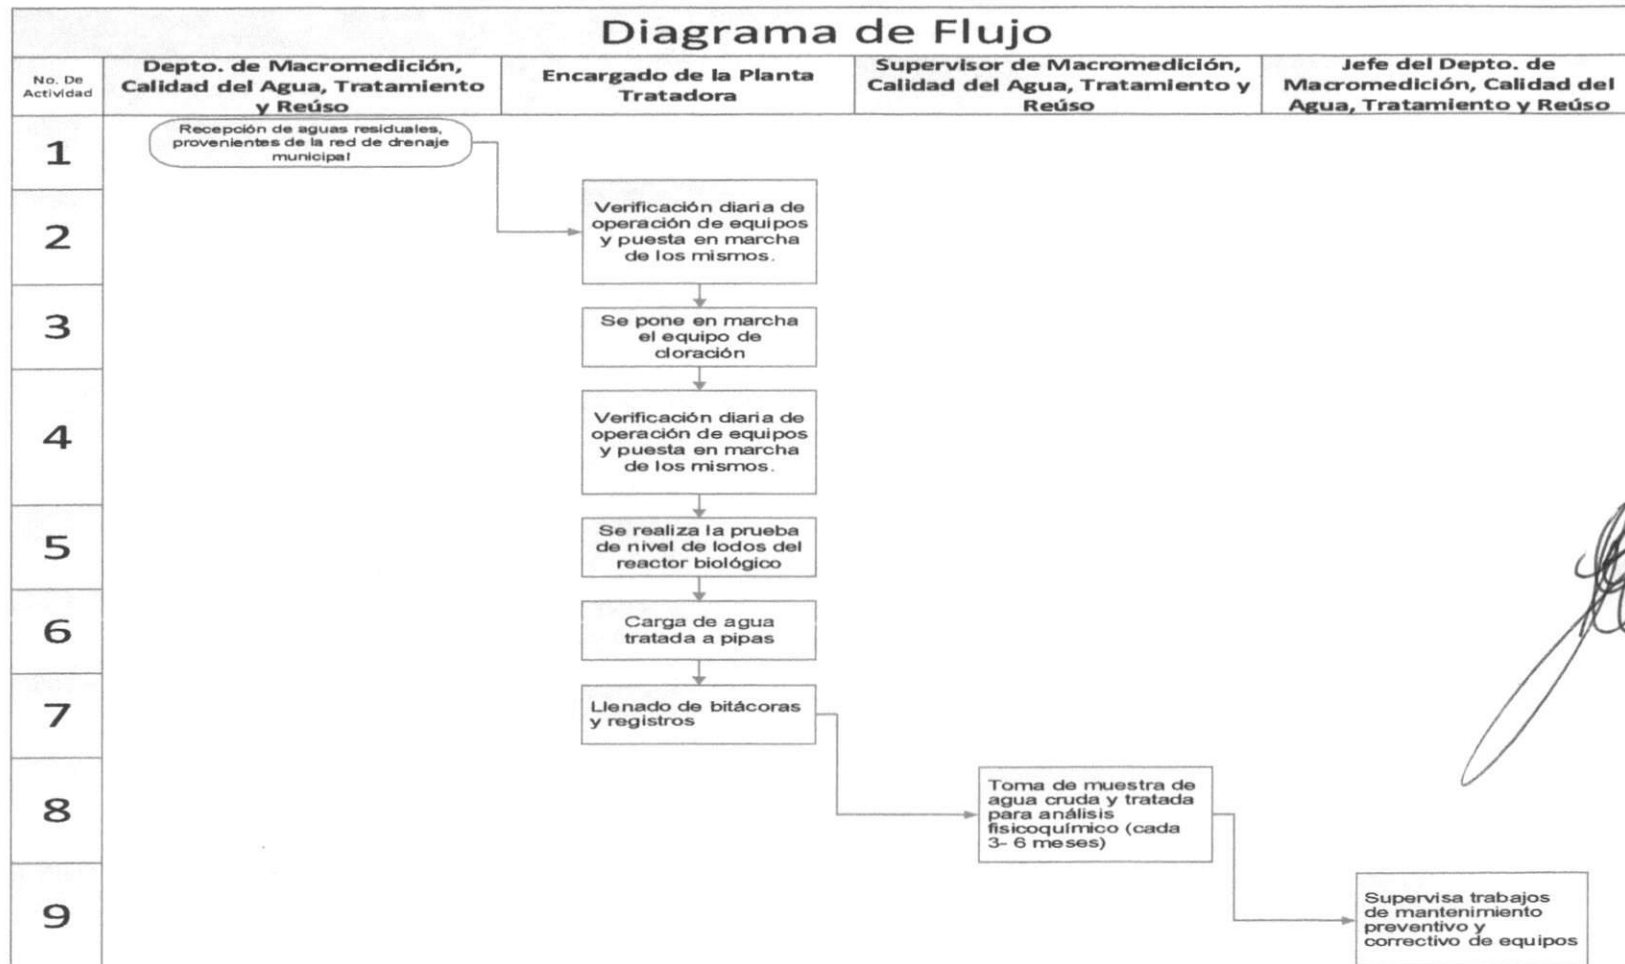 Diagrama de Flujo
No. De
Actividad
Depto. de Macromedición,
Calidad del Agua, Tratamiento
y Reúso
Encargado de la Planta
Tratadora
Supervisor de Macromedición,
Calidad del Agua, Tratamiento y
Reúso
Jefe del Depto. de
Macromedición, Calidad del
Agua, Tratamiento y Reúso
1
Recepción de aguas residuales,
provenientes de la red de drenaje
municipal
2
Verificación diaria de
operación de equipos
y puesta en marcha
de los mismos.
3
Se pone en marcha
el equipo de
cloración
4
Verificación diaria de
operación de equipos
y puesta en marcha
de los mismos.
5
Se realiza la prueba
de nivel de lodos del
reactor biológico
6
Carga de agua
tratada a pipas
7
Llenado de bitácoras
y registros
8
Toma de muestra de
agua cruda y tratada
para análisis
fisicoquímico (cada
3- 6 meses)
9
Supervisa trabajos
de mantenimiento
preventivo y
correctivo de equipos